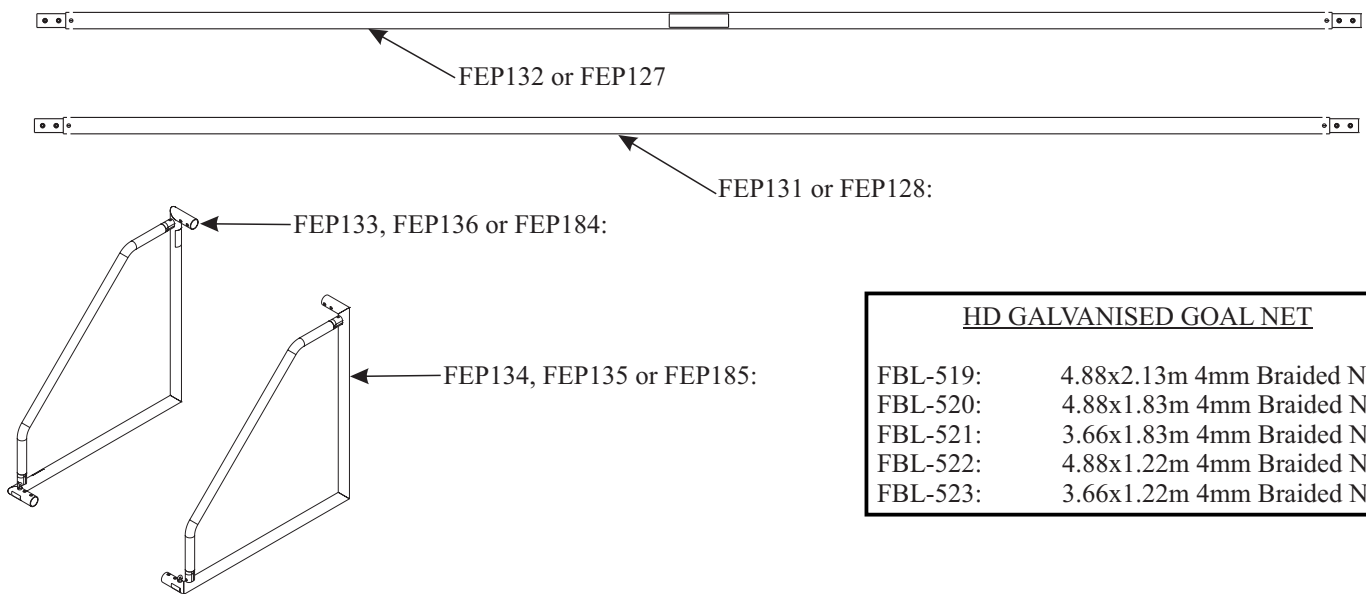 FEP132 or FEP127
FEP131 or FEP128:
FEP133, FEP136 or FEP184:
FEP134, FEP135 or FEP185:
HD GALVANISED GOAL NET
FBL-519: 4.88x2.13m 4mm Braided N
FBL-520: 4.88x1.83m 4mm Braided N
FBL-521: 3.66x1.83m 4mm Braided N
FBL-522: 4.88x1.22m 4mm Braided N
FBL-523: 3.66x1.22m 4mm Braided N